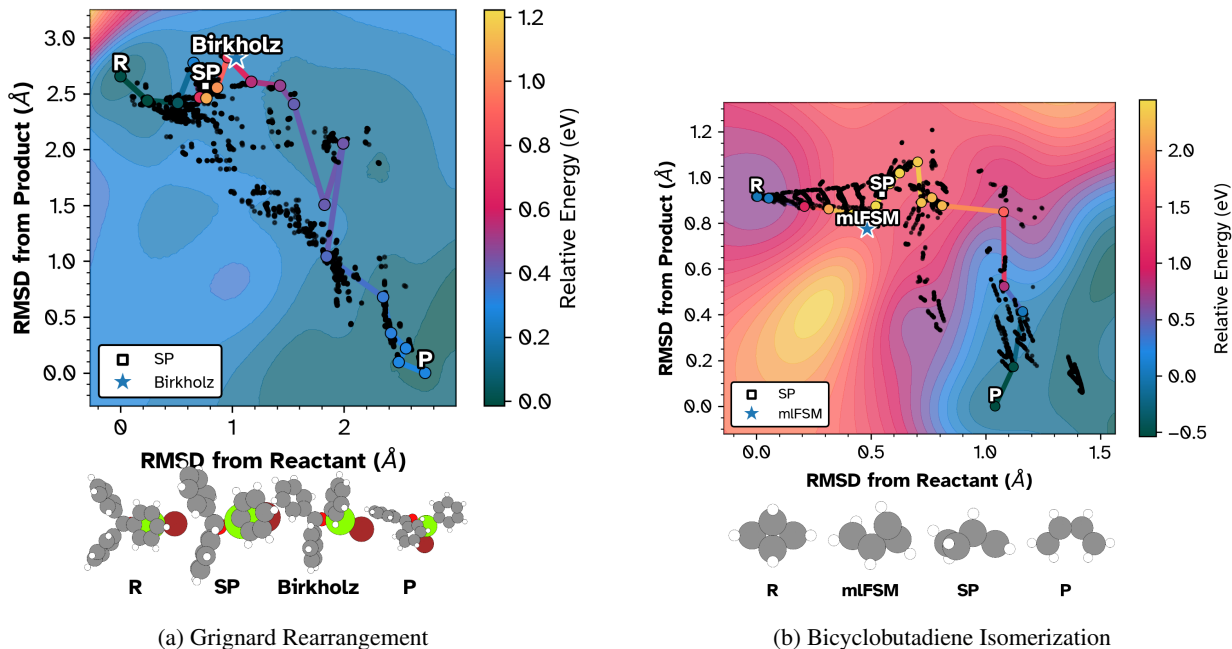 3.0
2.5
2.0
1.5
1.0
0.5
0.0
RMSD from Product (Å)
R
Birkholz
SP
P
SP
Birkholz
0
1
2
RMSD from Reactant (Å)
1.2
1.0
0.8
0.6
0.4
0.2
0.0
Relative Energy (eV)
R
SP
Birkholz
P
(a) Grignard Rearrangement
1.2
1.0
0.8
0.6
0.4
0.2
0.0
RMSD from Product (Å)
R
SP
mlFSM
P
SP
mlFSM
0.0
0.5
1.0
1.5
RMSD from Reactant (Å)
2.0
1.5
1.0
0.5
0.0
−0.5
Relative Energy (eV)
R
mlFSM
SP
P
(b) Bicyclobutadiene Isomerization